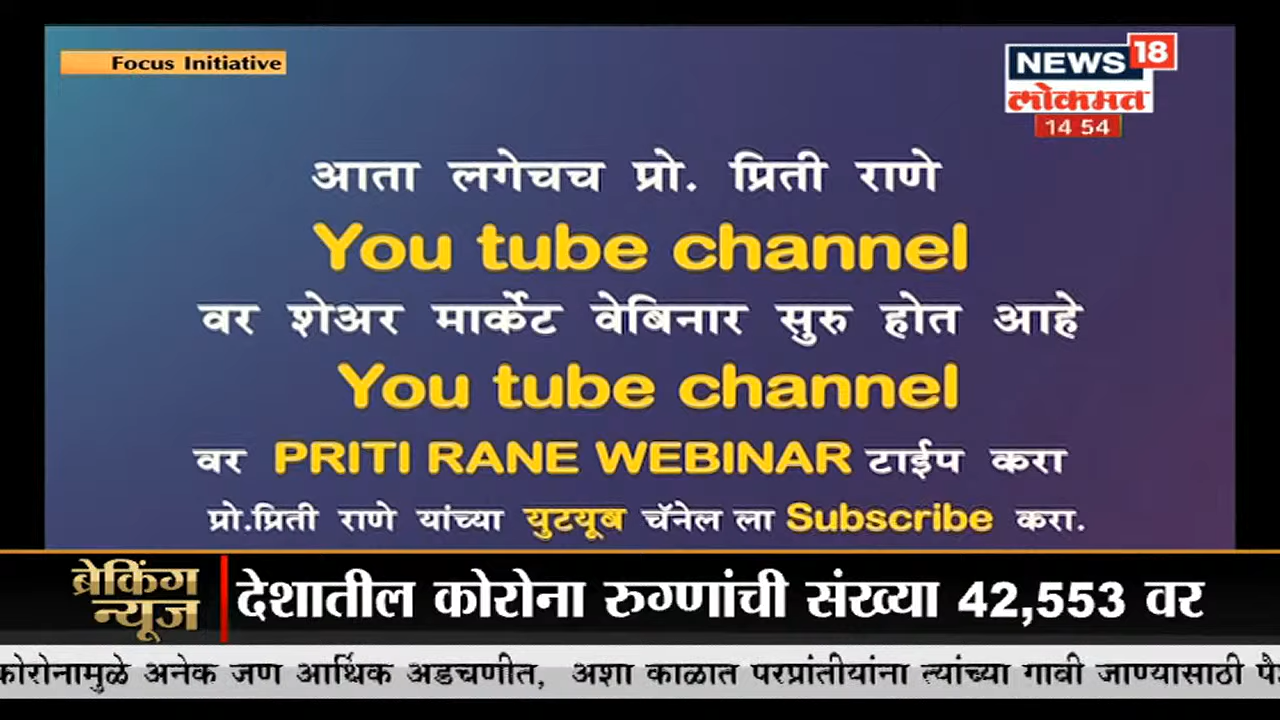 Focus Initiative
NEWS 18
लोकमत
14 54
आता लगेचच प्रो. प्रिती राणे
You tube channel
वर शेअर मार्केट वेबिनार सुरु होत आहे
You tube channel
वर PRITI RANE WEBINAR टाईप करा
प्रो.प्रिती राणे यांच्या युटयूब चॅनेल ला Subscribe करा.
ब्रेकिंग न्यूज
देशातील कोरोना रुग्णांची संख्या 42,553 वर
कोरोनामुळे अनेक जण आर्थिक अडचणीत, अशा काळात परप्रांतीयांना त्यांच्या गावी जाण्यासाठी